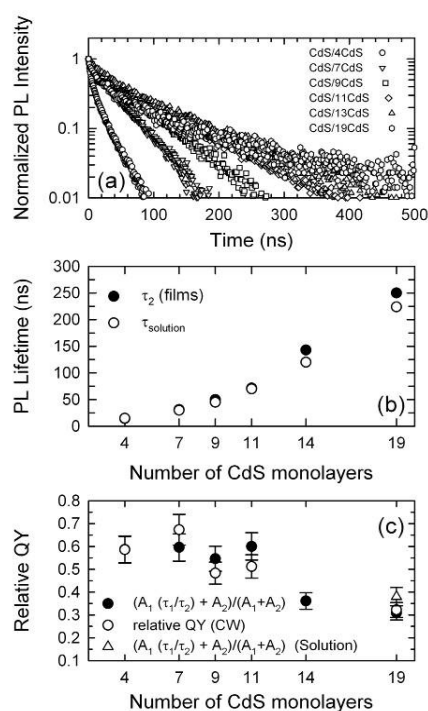 Normalized PL Intensity
1
0.1
0.01
CdS/4CdS
CdS/7CdS
CdS/9CdS
CdS/11CdS
CdS/13CdS
CdS/19CdS
(a)
0 100 200 300 400 500
Time (ns)
PL Lifetime (ns)
300
250
200
150
100
50
0
τ2 (films)
τsolution
(b)
4 7 9 11 14 19
Number of CdS monolayers
Relative QY
0.8
0.7
0.6
0.5
0.4
0.3
0.2
0.1
(c)
(A1 (τ1/τ2) + A2)/(A1+A2)
relative QY (CW)
(A1 (τ1/τ2) + A2)/(A1+A2) (Solution)
4 7 9 11 14 19
Number of CdS monolayers